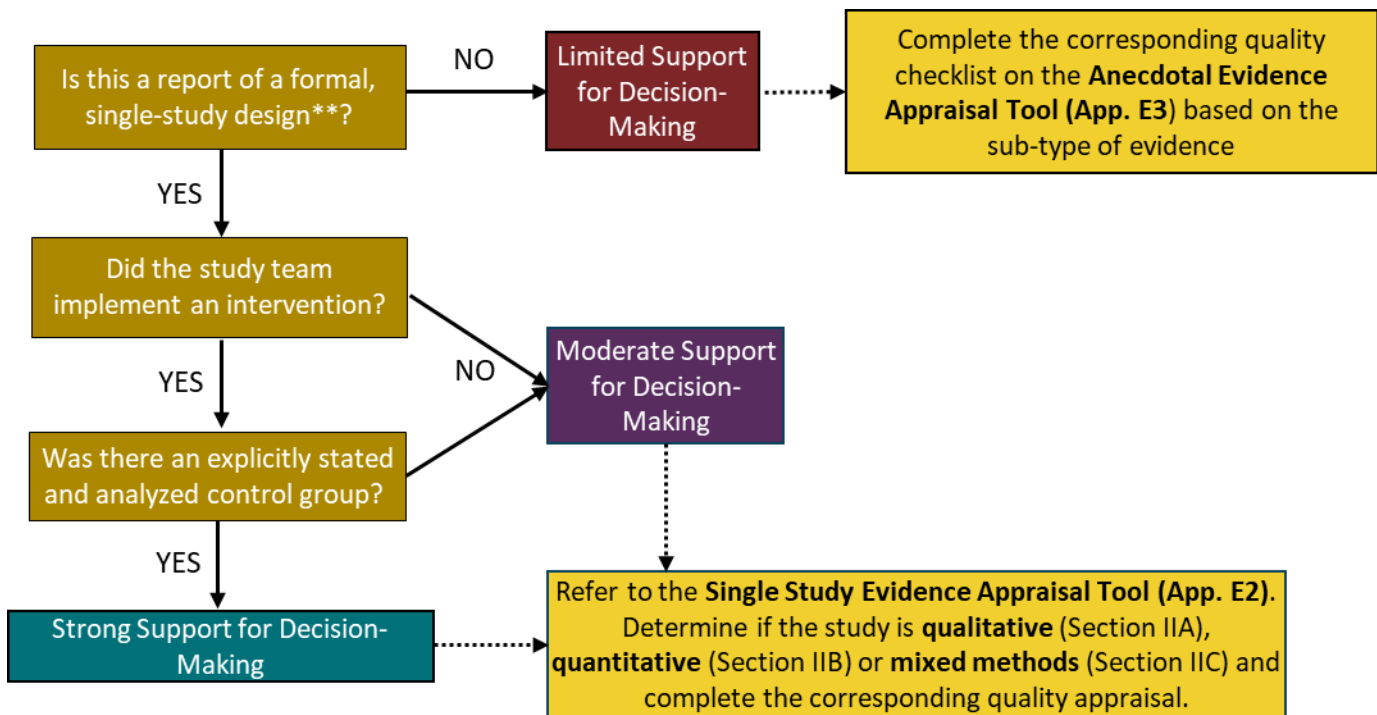 Is this a report of a formal,
single-study design**?
NO
Limited Support
for Decision-
Making
Complete the corresponding quality
checklist on the Anecdotal Evidence
Appraisal Tool (App. E3) based on the
sub-type of evidence
YES
Did the study team
implement an intervention?
NO
Moderate Support
for Decision-
Making
YES
Was there an explicitly stated
and analyzed control group?
YES
Strong Support for Decision-
Making
Refer to the Single Study Evidence Appraisal Tool (App. E2).
Determine if the study is qualitative (Section IIA),
quantitative (Section IIB) or mixed methods (Section IIC) and
complete the corresponding quality appraisal.